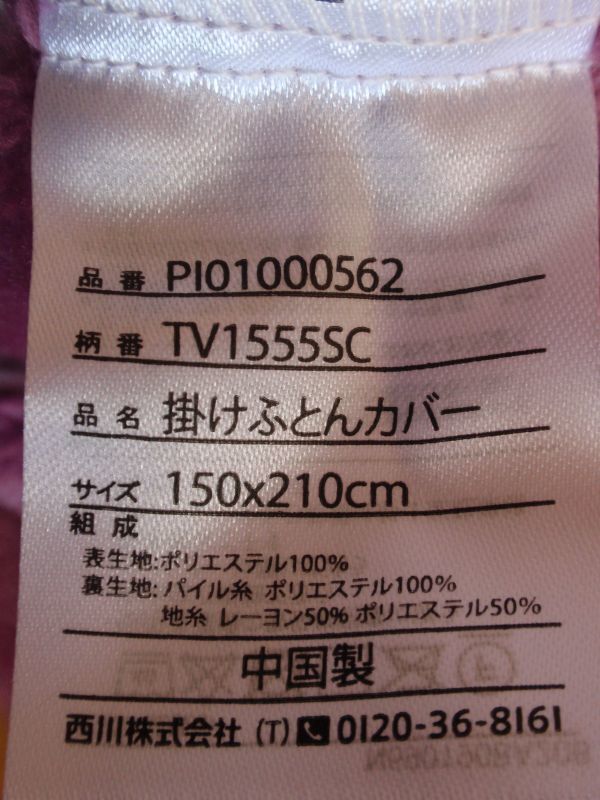 品番 PI01000562
柄番 TV1555SC
品名 掛けふとんカバー
サイズ 150x210cm
組成
表生地:ポリエステル100%
裏生地:パイル糸 ポリエステル100%
地糸 レーヨン50% ポリエステル50%
中国製
西川株式会社 (T) 0120-36-8161